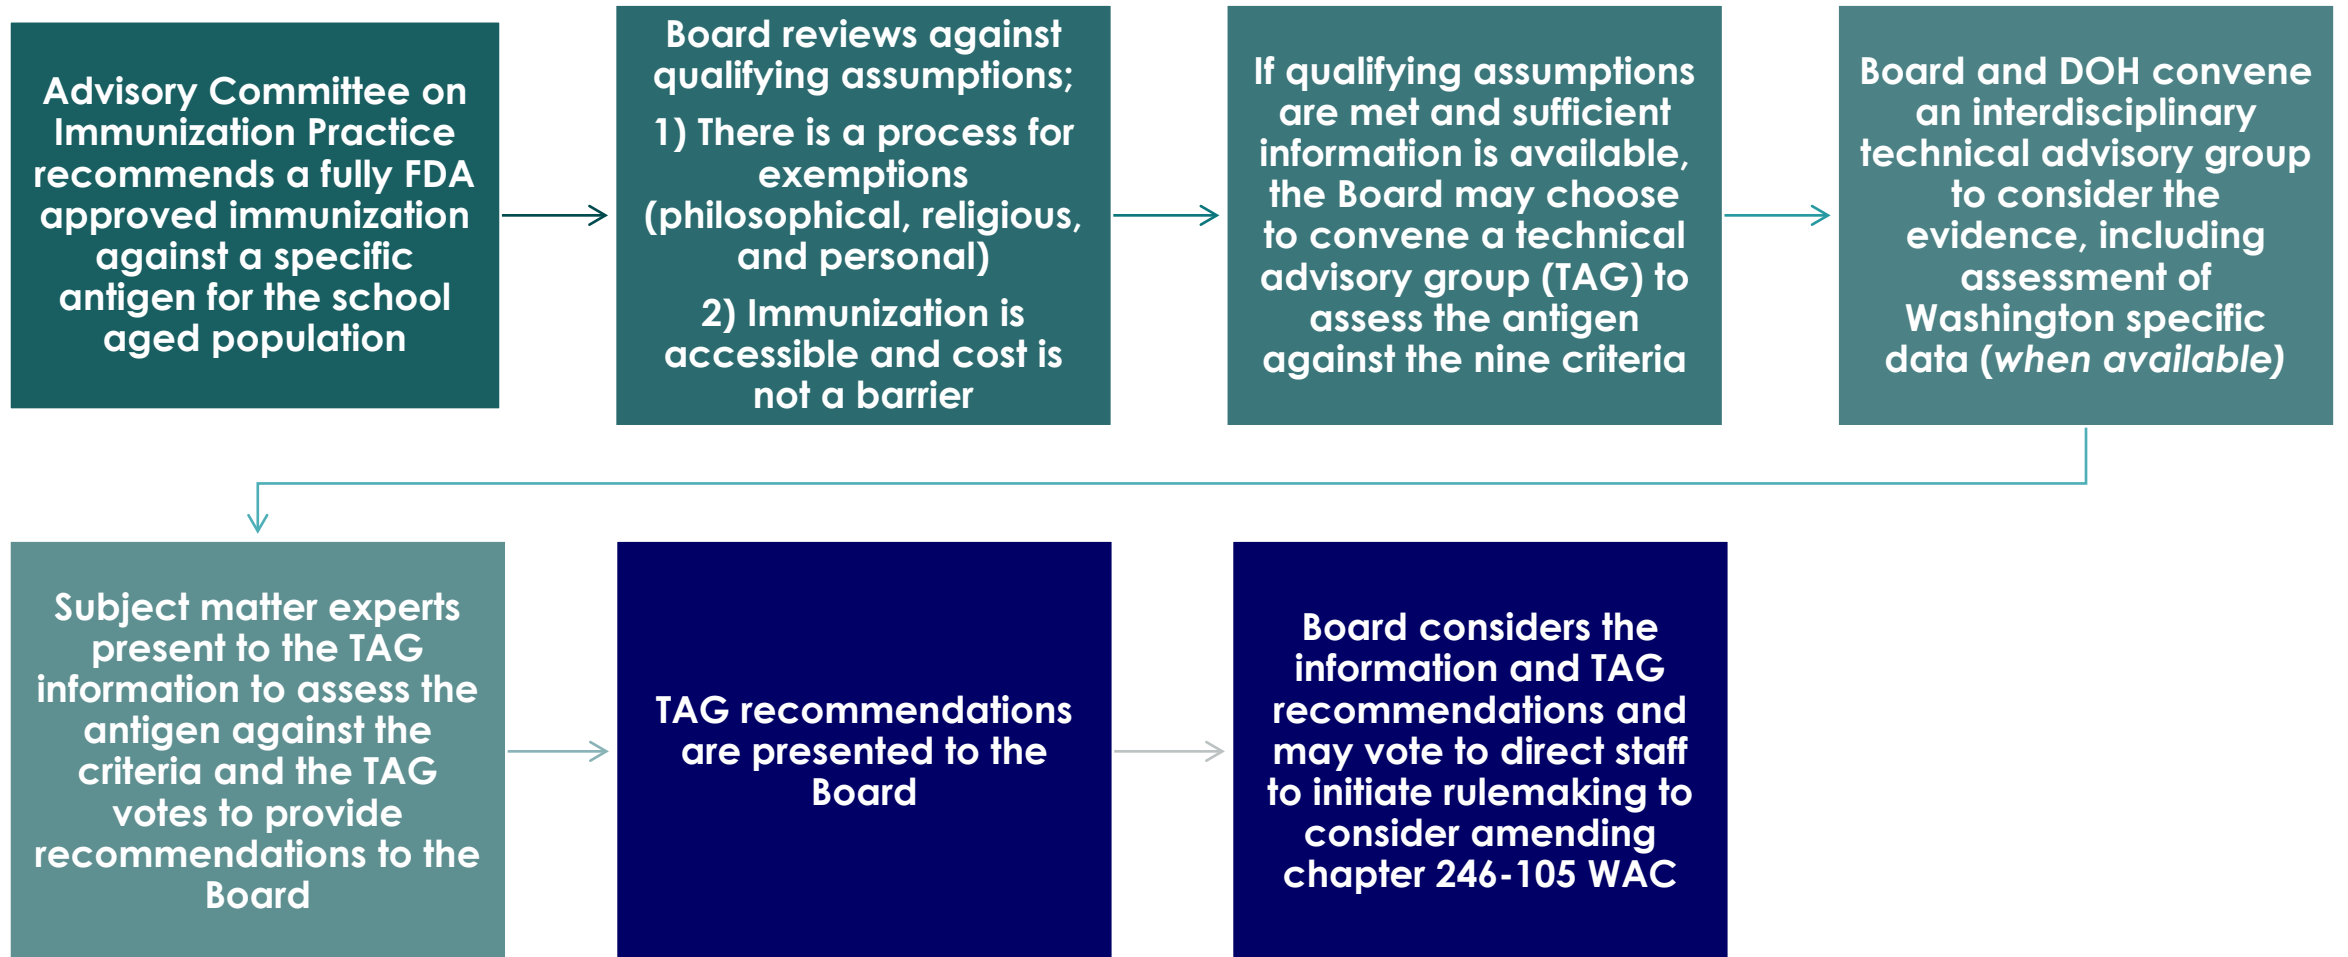 Advisory Committee on
Immunization Practice
recommends a fully FDA
approved immunization
against a specific
antigen for the school
aged population
Board reviews against
qualifying assumptions;
1) There is a process for
exemptions
(philosophical, religious,
and personal)
2) Immunization is
accessible and cost is
not a barrier
If qualifying assumptions
are met and sufficient
information is available,
the Board may choose
to convene a technical
advisory group (TAG) to
assess the antigen
against the nine criteria
Board and DOH convene
an interdisciplinary
technical advisory group
to consider the
evidence, including
assessment of
Washington specific
data (when available)
Subject matter experts
present to the TAG
information to assess the
antigen against the
criteria and the TAG
votes to provide
recommendations to the
Board
TAG recommendations
are presented to the
Board
Board considers the
information and TAG
recommendations and
may vote to direct staff
to initiate rulemaking to
consider amending
chapter 246-105 WAC